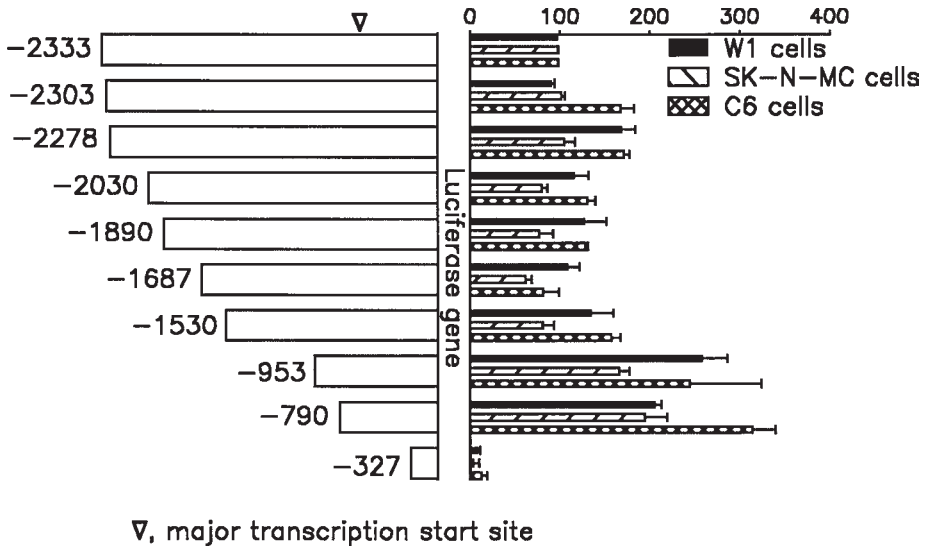 ∇
0 100 200 300 400
W1 cells
SK-N-MC cells
C6 cells
-2333
-2303
-2278
-2030
-1890
-1687
-1530
-953
-790
-327
Luciferase gene
∇, major transcription start site